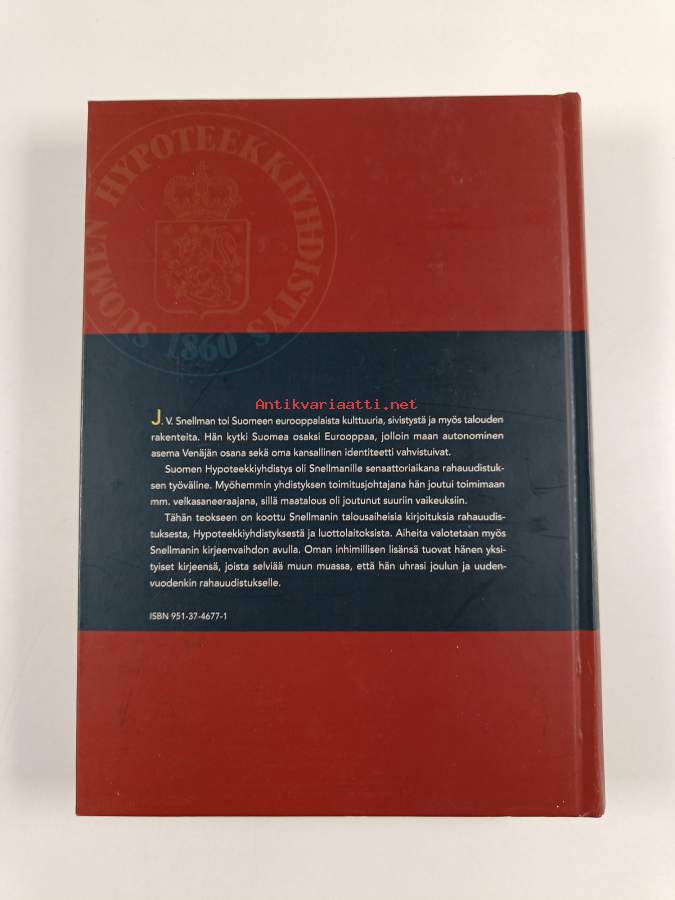 SUOMEN HYPOTEEKKIYHDISTYS
1860
Antikvariaatti.net
J. V. Snellman toi Suomeen eurooppalaista kulttuuria, sivistystä ja myös talouden
rakenteita. Hän kytki Suomea osaksi Eurooppaa, jolloin maan autonominen
asema Venäjän osana sekä oma kansallinen identiteetti vahvistuivat.
Suomen Hypoteekkiyhdistys oli Snellmanille senaattoriaikana rahauudistuk-
sen työväline. Myöhemmin yhdistyksen toimitusjohtajana hän joutui toimimaan
mm. velkasaneeraajana, sillä maatalous oli joutunut suuriin vaikeuksiin.
Tähän teokseen on koottu Snellmanin talousaiheisia kirjoituksia rahauudis-
tuksesta, Hypoteekkiyhdistyksestä ja luottolaitoksista. Aiheita valotetaan myös
Snellmanin kirjeenvaihdon avulla. Oman inhimillisen lisänsä tuovat hänen yksi-
tyiset kirjeensä, joista selviää muun muassa, että hän uhrasi joulun ja uuden-
vuodenkin rahauudistukselle.
ISBN 951-37-4677-1